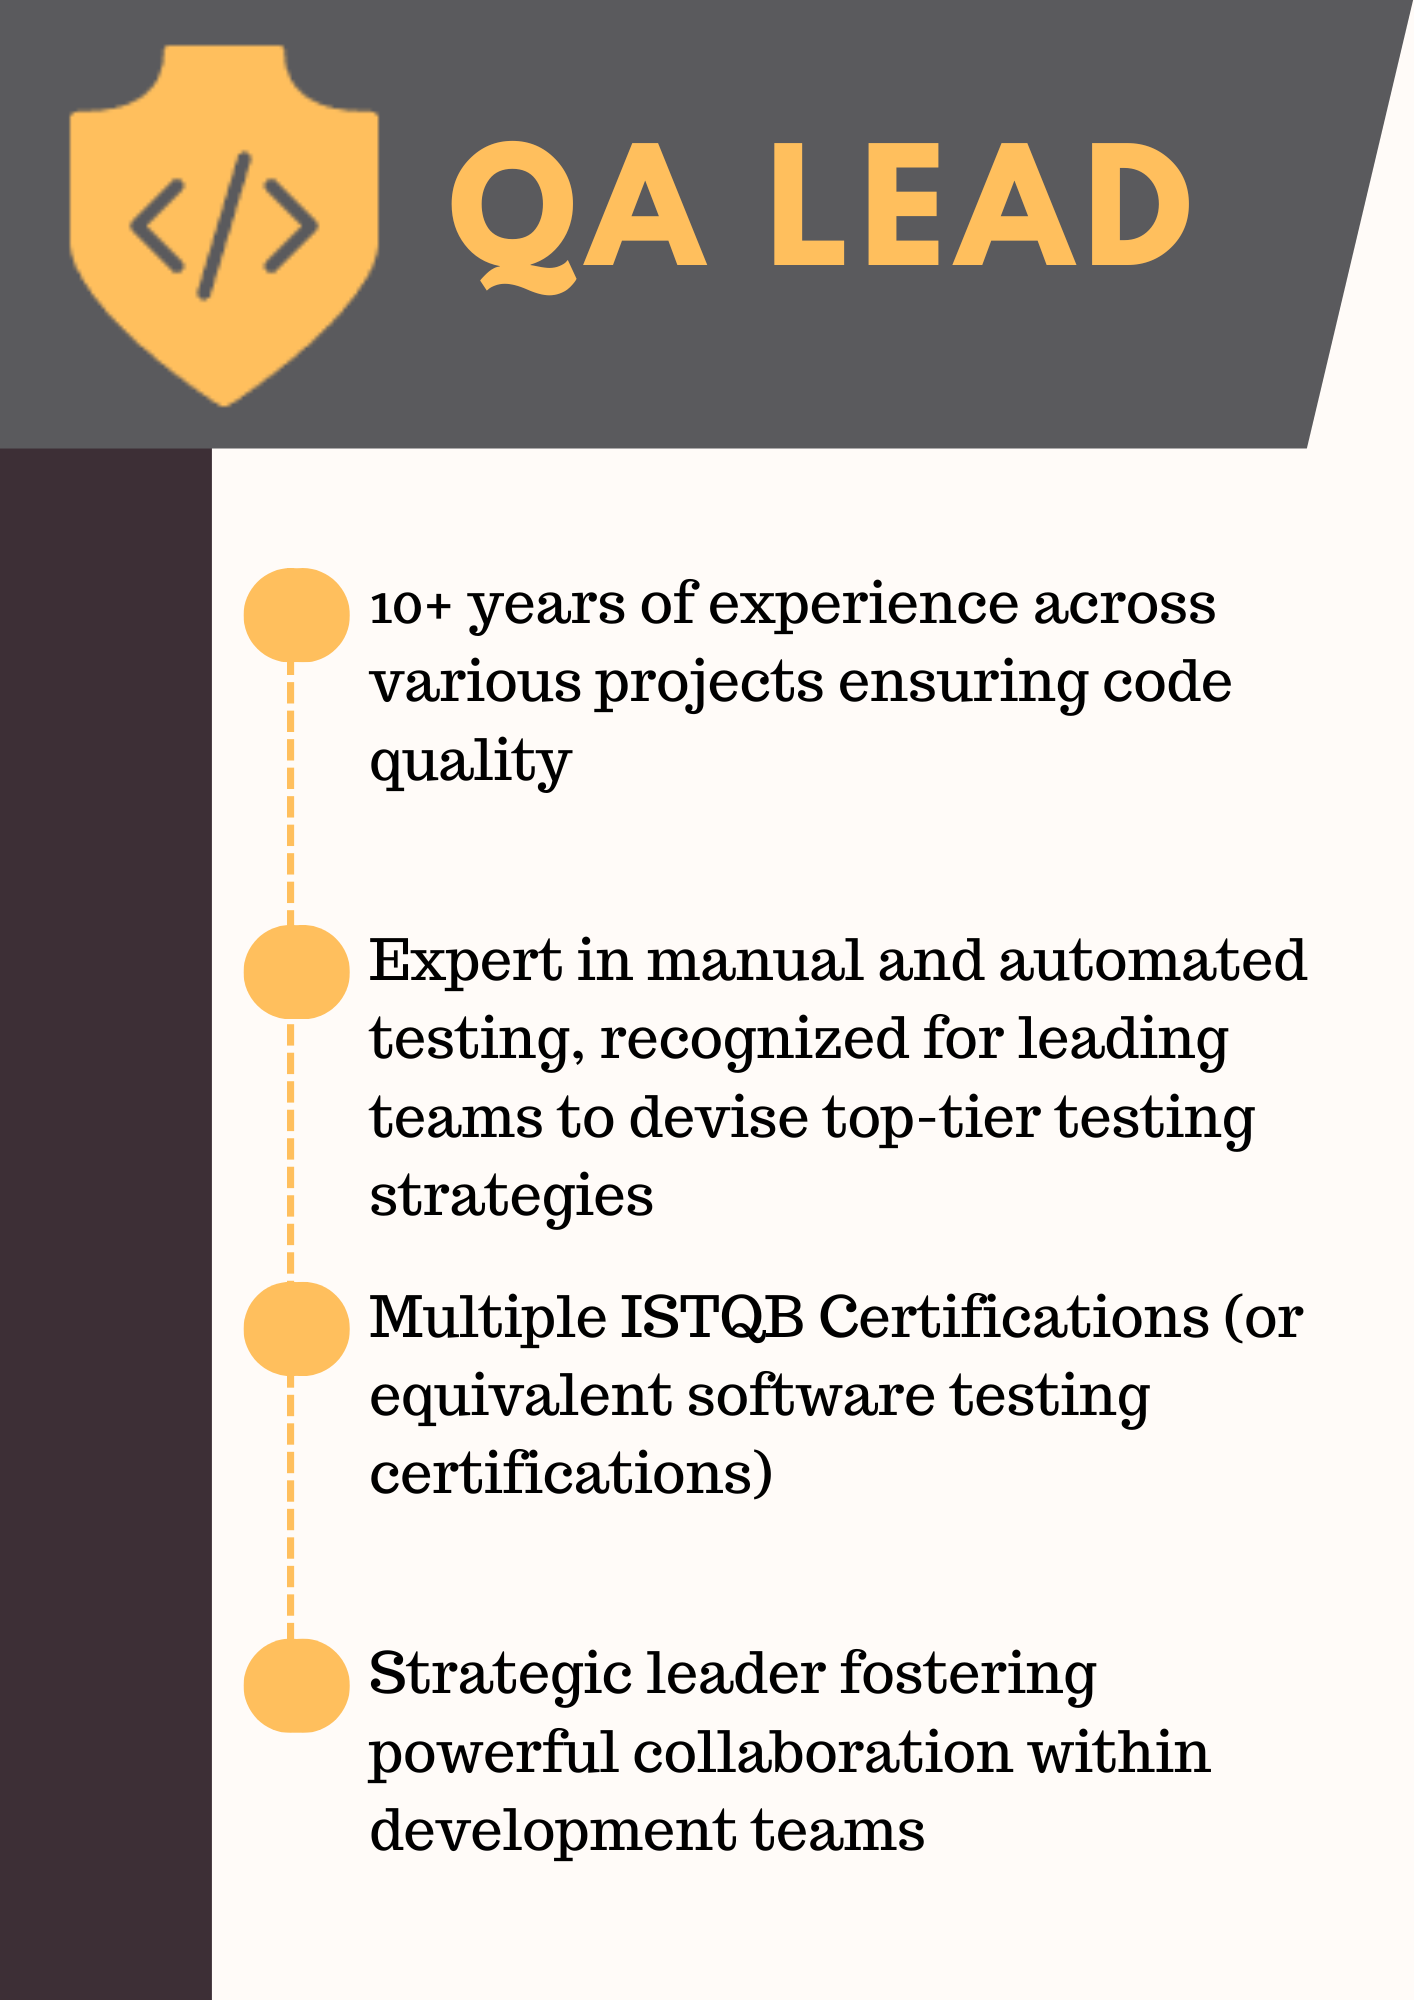 </>
QA LEAD
10+ years of experience across
various projects ensuring code
quality
Expert in manual and automated
testing, recognized for leading
teams to devise top-tier testing
strategies
Multiple ISTQB Certifications (or
equivalent software testing
certifications)
Strategic leader fostering
powerful collaboration within
development teams